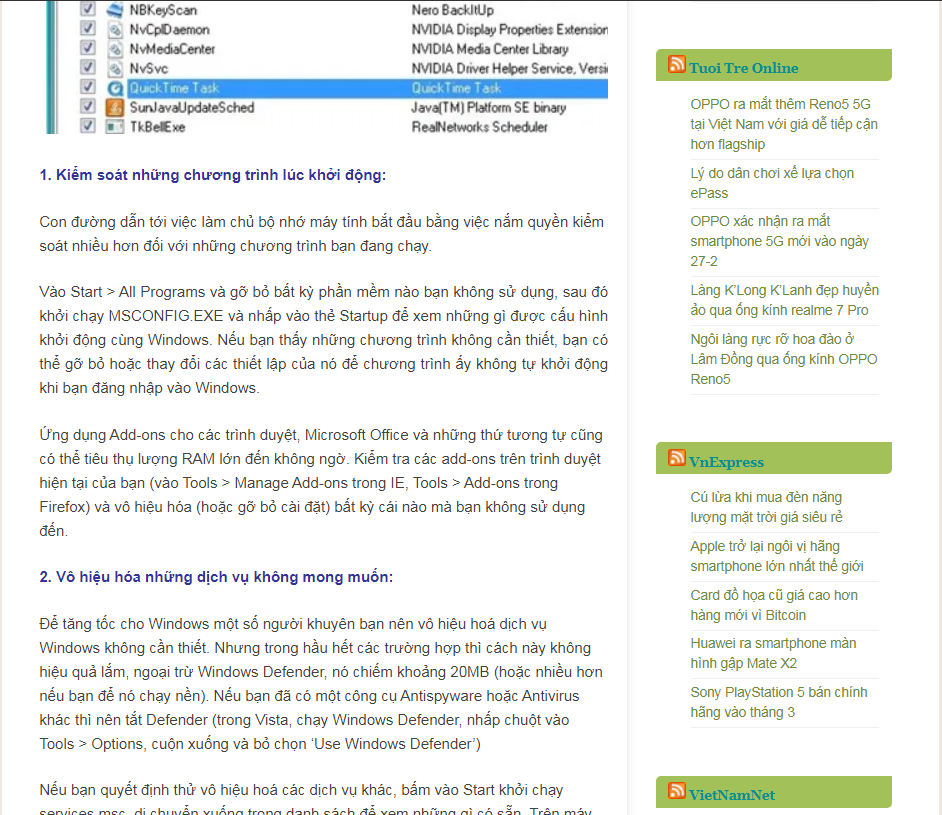 NBKeyScan Nero BackItUp
NvCplDaemon NVIDIA Display Properties Extension
NvMediaCenter NVIDIA Media Center Library
NvSvc NVIDIA Driver Helper Service, Versi
QuickTime Task QuickTime Task
SunJavaUpdateSched Java(TM) Platform SE binary
TkBellExe RealNetworks Scheduler
1. Kiểm soát những chương trình lúc khởi động:
Con đường dẫn tới việc làm chủ bộ nhớ máy tính bắt đầu bằng việc nắm quyền kiểm
soát nhiều hơn đối với những chương trình bạn đang chạy.
Vào Start > All Programs và gỡ bỏ bất kỳ phần mềm nào bạn không sử dụng, sau đó
khởi chạy MSCONFIG.EXE và nhấp vào thẻ Startup để xem những gì được cấu hình
khởi động cùng Windows. Nếu bạn thấy những chương trình không cần thiết, bạn có
thể gỡ bỏ hoặc thay đổi các thiết lập của nó để chương trình ấy không tự khởi động
khi bạn đăng nhập vào Windows.
Ứng dụng Add-ons cho các trình duyệt, Microsoft Office và những thứ tương tự cũng
có thể tiêu thụ lượng RAM lớn đến không ngờ. Kiểm tra các add-ons trên trình duyệt
hiện tại của bạn (vào Tools > Manage Add-ons trong IE, Tools > Add-ons trong
Firefox) và vô hiệu hóa (hoặc gỡ bỏ cài đặt) bất kỳ cái nào mà bạn không sử dụng
đến.
2. Vô hiệu hóa những dịch vụ không mong muốn:
Để tăng tốc cho Windows một số người khuyên bạn nên vô hiệu hoá dịch vụ
Windows không cần thiết. Nhưng trong hầu hết các trường hợp thì cách này không
hiệu quả lắm, ngoại trừ Windows Defender, nó chiếm khoảng 20MB (hoặc nhiều hơn
nếu bạn để nó chạy nền). Nếu bạn đã có một công cụ Antispyware hoặc Antivirus
khác thì nên tắt Defender (trong Vista, chạy Windows Defender, nhấp chuột vào
Tools > Options, cuộn xuống và bỏ chọn ‘Use Windows Defender’)
Nếu bạn quyết định thử vô hiệu hoá các dịch vụ khác, bấm vào Start khởi chạy
services.msc, di chuyển xuống trong danh sách để xem những gì có sẵn. Trên máy
Tuoi Tre Online
OPPO ra mắt thêm Reno5 5G
tại Việt Nam với giá dễ tiếp cận
hơn flagship
Lý do dân chơi xế lựa chọn
ePass
OPPO xác nhận ra mắt
smartphone 5G mới vào ngày
27-2
Làng K’Long K’Lanh đẹp huyền
ảo qua ống kính realme 7 Pro
Ngôi làng rực rỡ hoa đào ở
Lâm Đồng qua ống kính OPPO
Reno5
VnExpress
Cú lừa khi mua đèn năng
lượng mặt trời giá siêu rẻ
Apple trở lại ngôi vị hãng
smartphone lớn nhất thế giới
Card đồ họa cũ giá cao hơn
hàng mới vì Bitcoin
Huawei ra smartphone màn
hình gập Mate X2
Sony PlayStation 5 bán chính
hãng vào tháng 3
VietNamNet